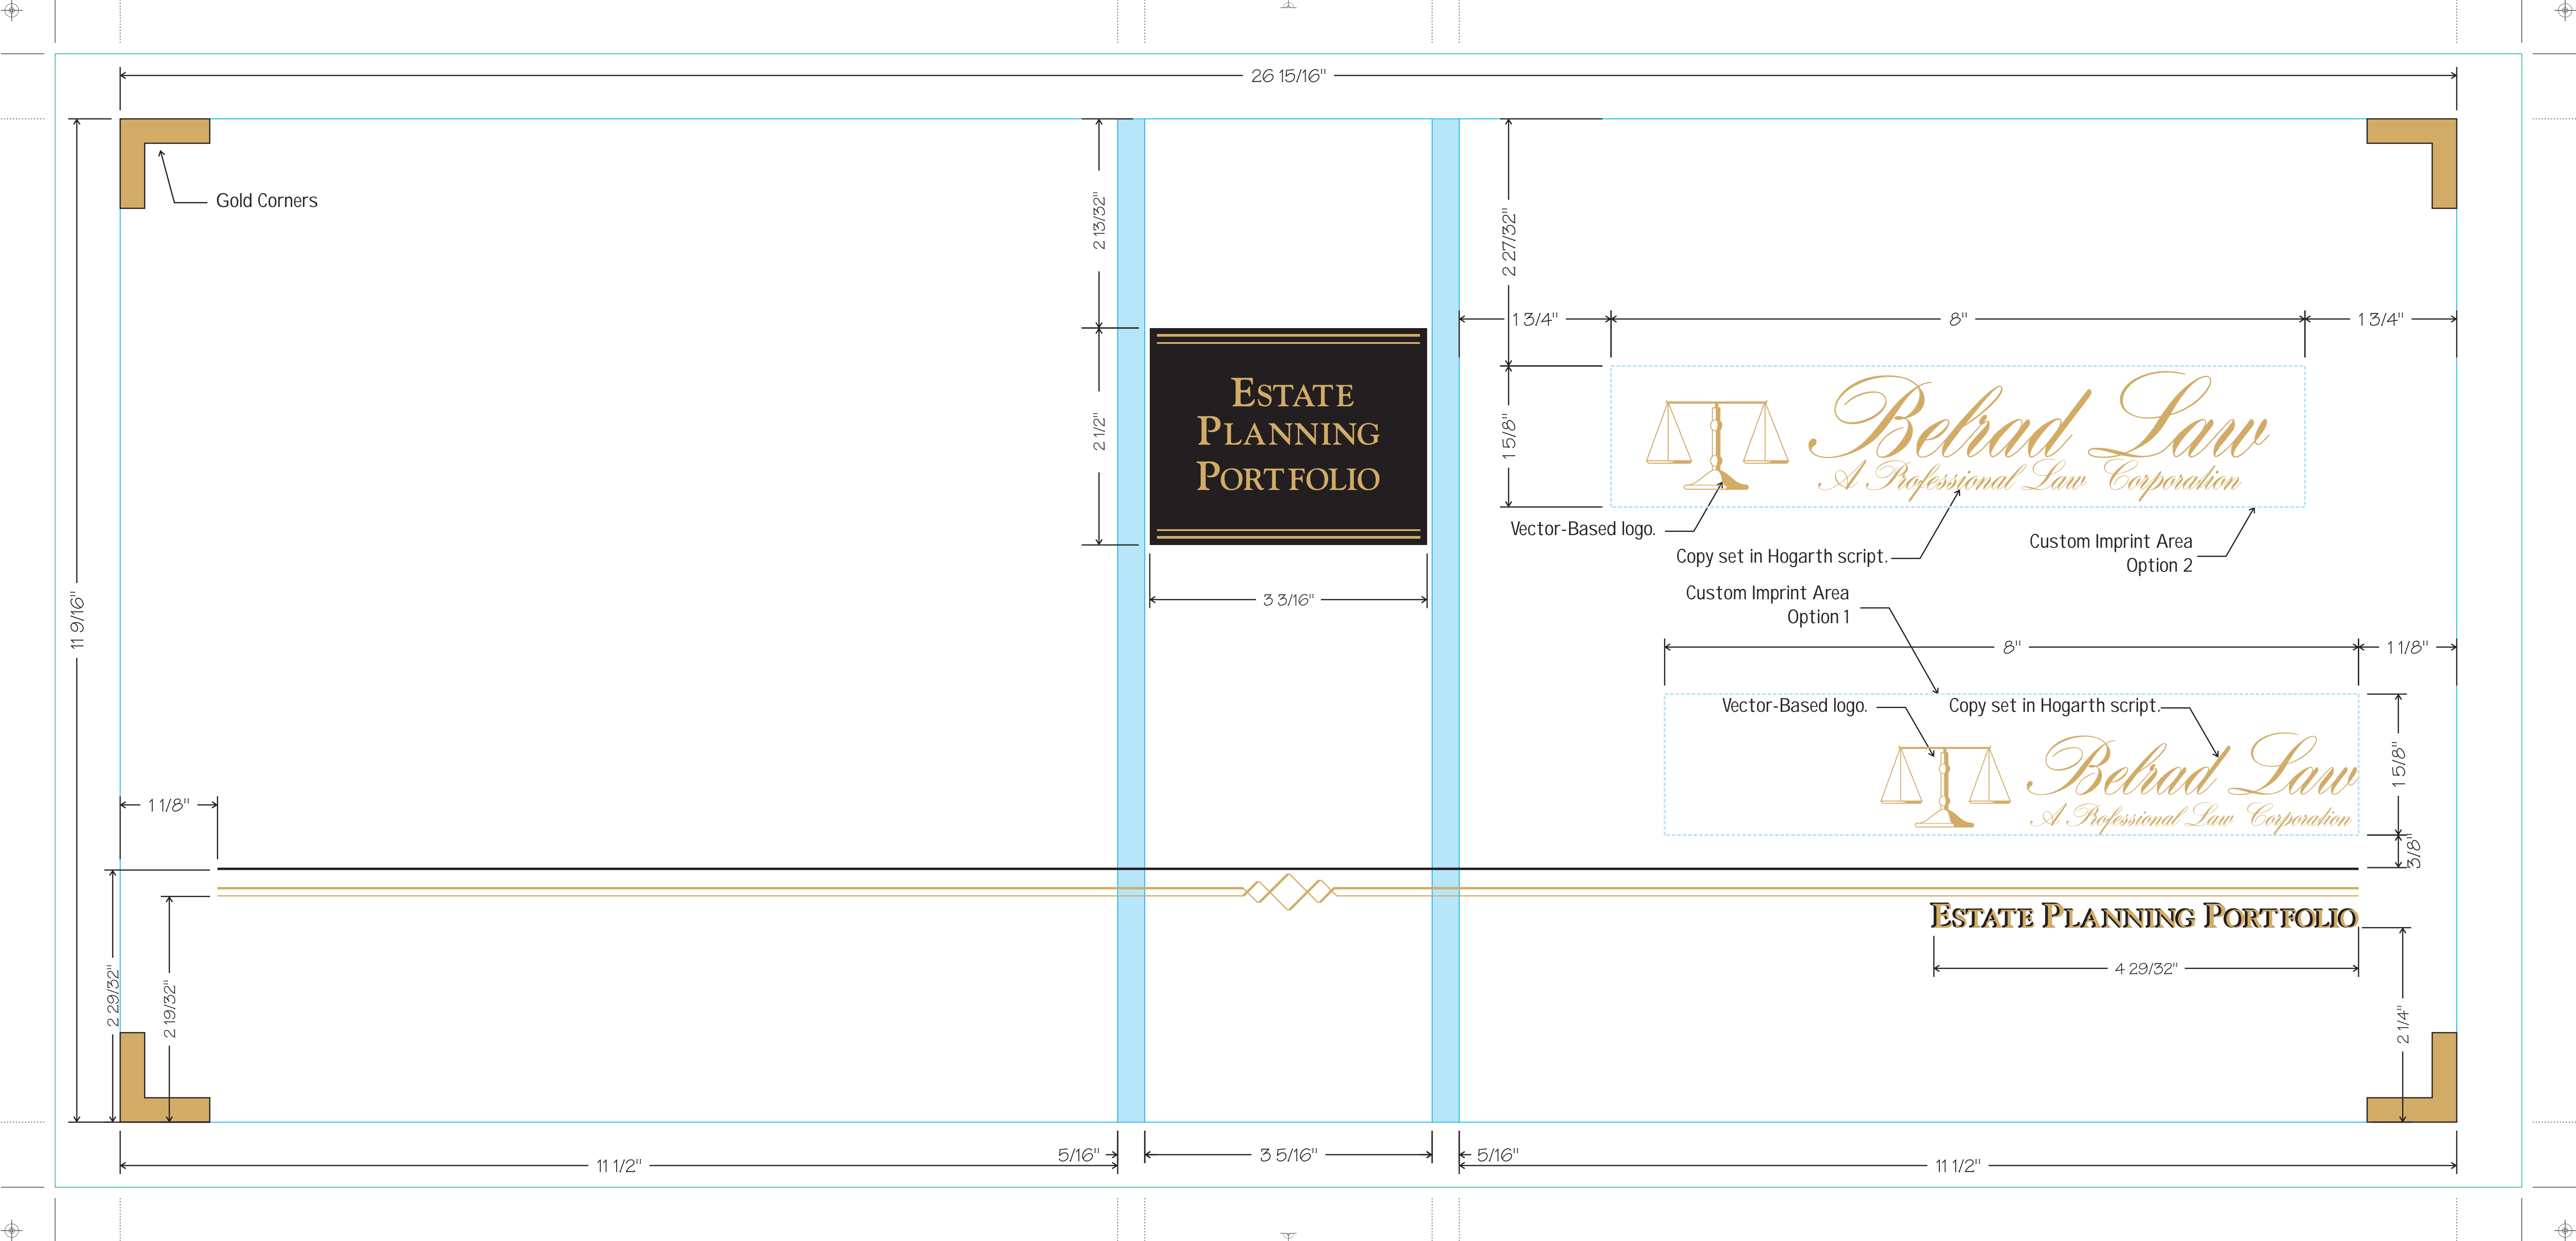 26 15/16"
Gold Corners
2 13/32"
2 27/32"
1 3/4"
8"
1 3/4"
ESTATE
PLANNING
PORTFOLIO
2 1/2"
1 5/8"
Belrad Law
A Professional Law Corporation
Vector-Based logo.
Copy set in Hogarth script.
Custom Imprint Area
Option 2
3 3/16"
Custom Imprint Area
Option 1
11 9/16"
8"
1 1/8"
Vector-Based logo.
Copy set in Hogarth script.
Belrad Law
A Professional Law Corporation
1 5/8"
1 1/8"
3/8"
ESTATE PLANNING PORTFOLIO
4 29/32"
2 29/32"
2 19/32"
2 1/4"
11 1/2"
5/16"
3 5/16"
5/16"
11 1/2"